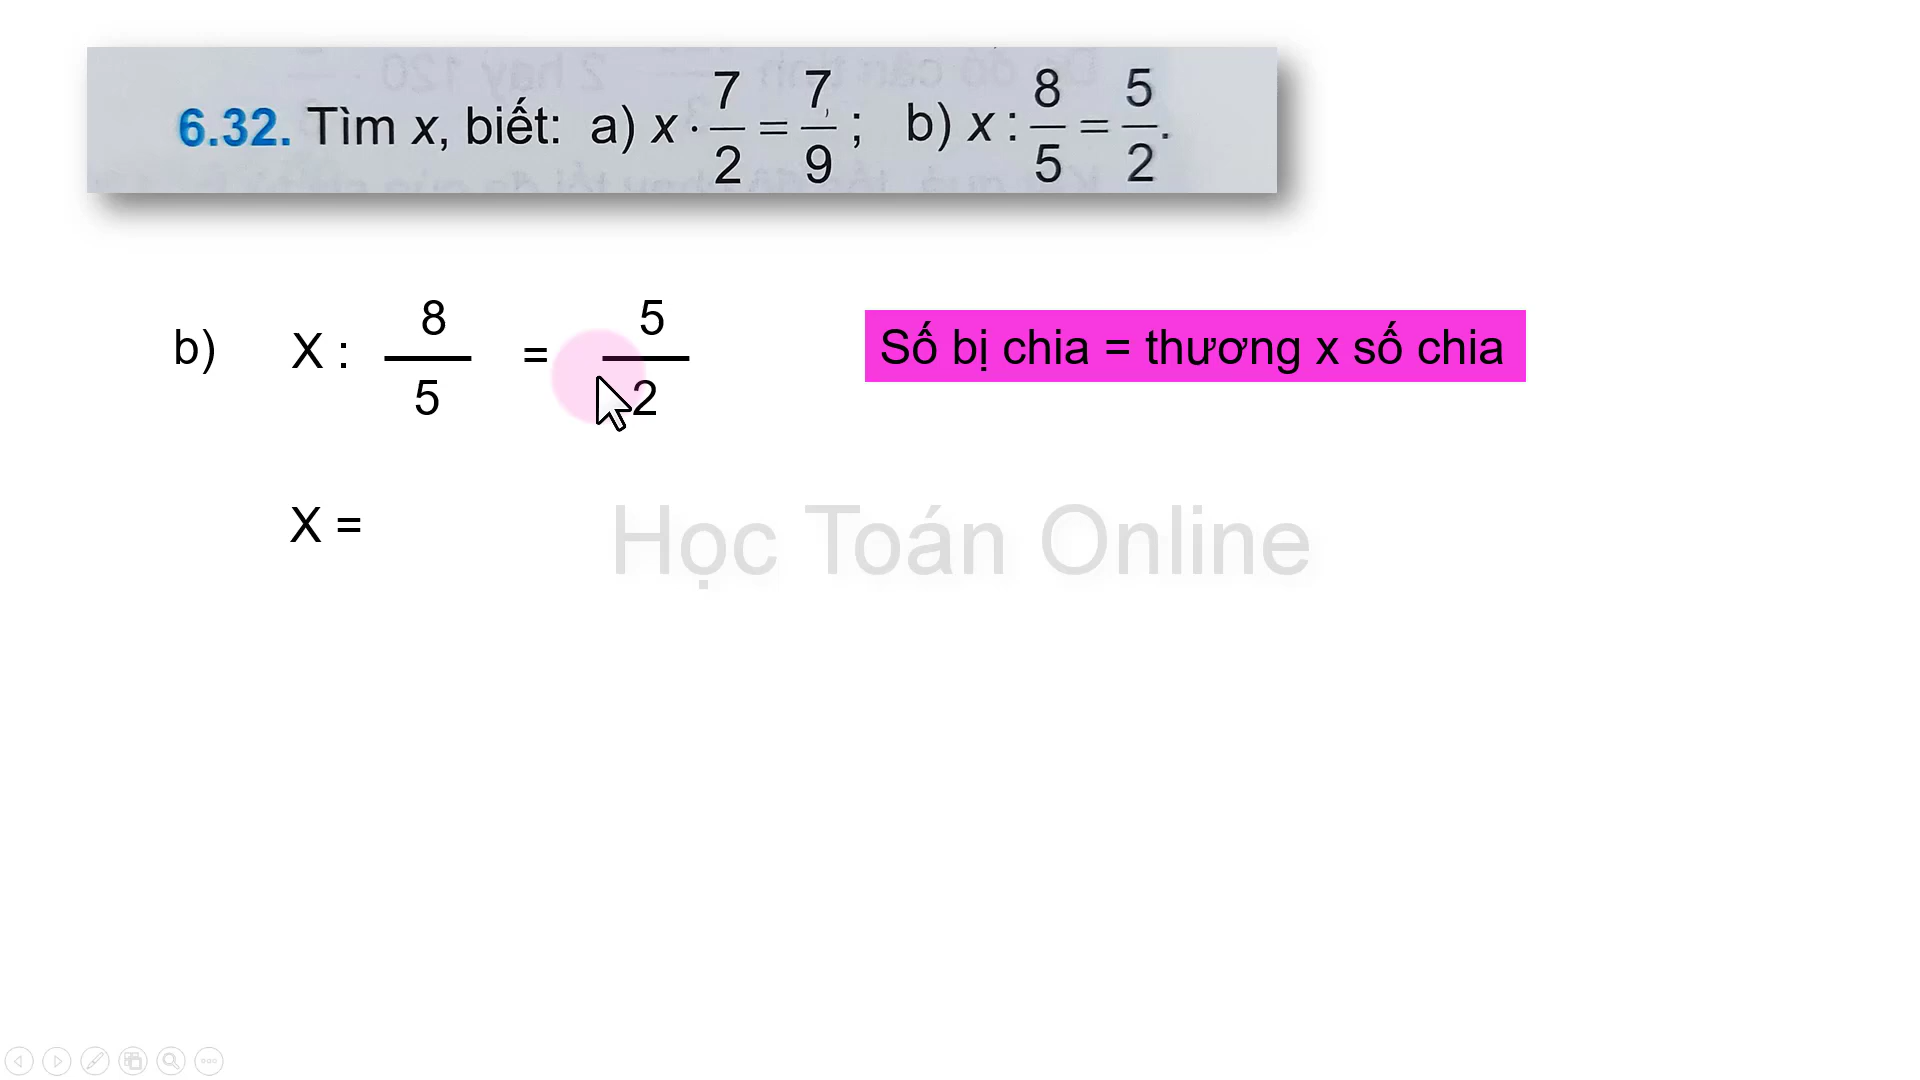 6.32. Tìm x, biết: a) x · 7/2 = 7/9 ; b) x : 8/5 = 5/2.
b) X : 8/5 = 5/2
Số bị chia = thương x số chia
X =
Học Toán Online